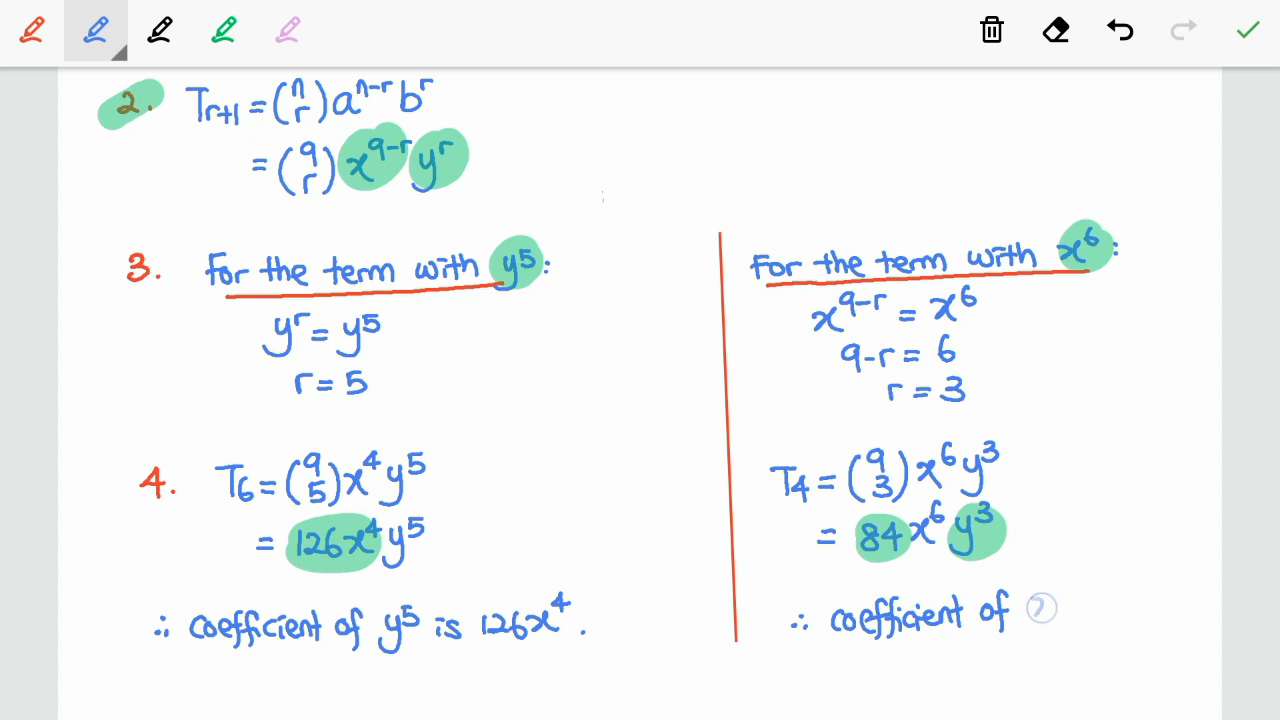 2. Tr+1 = (n r) a^n-r b^r
= (9 r) x^9-r y^r
3. For the term with y^5:
y^r = y^5
r = 5
4. T6 = (9 5) x^4 y^5
= 126x^4 y^5
∴ coefficient of y^5 is 126x^4.
For the term with x^6:
x^9-r = x^6
9-r = 6
r = 3
T4 = (9 3) x^6 y^3
= 84 x^6 y^3
∴ coefficient of